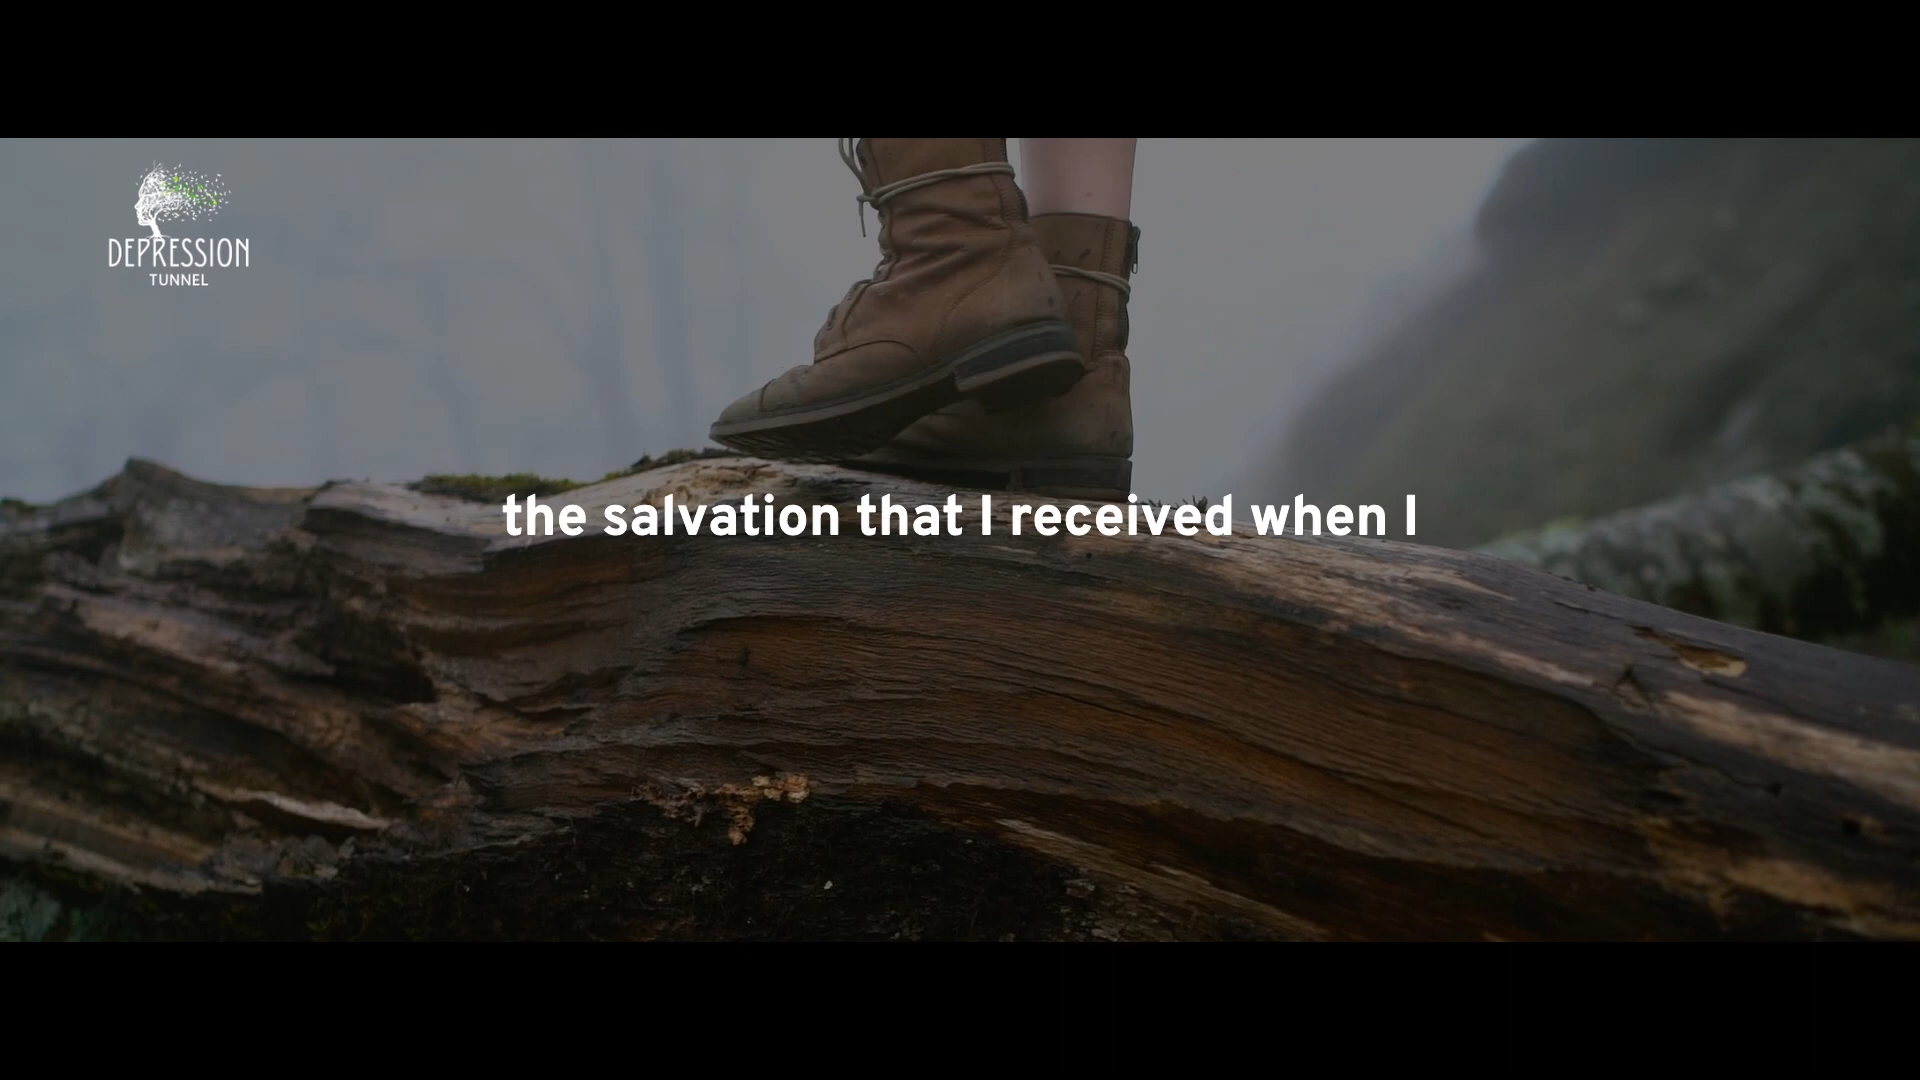 DEPRESSION
TUNNEL
the salvation that I received when I